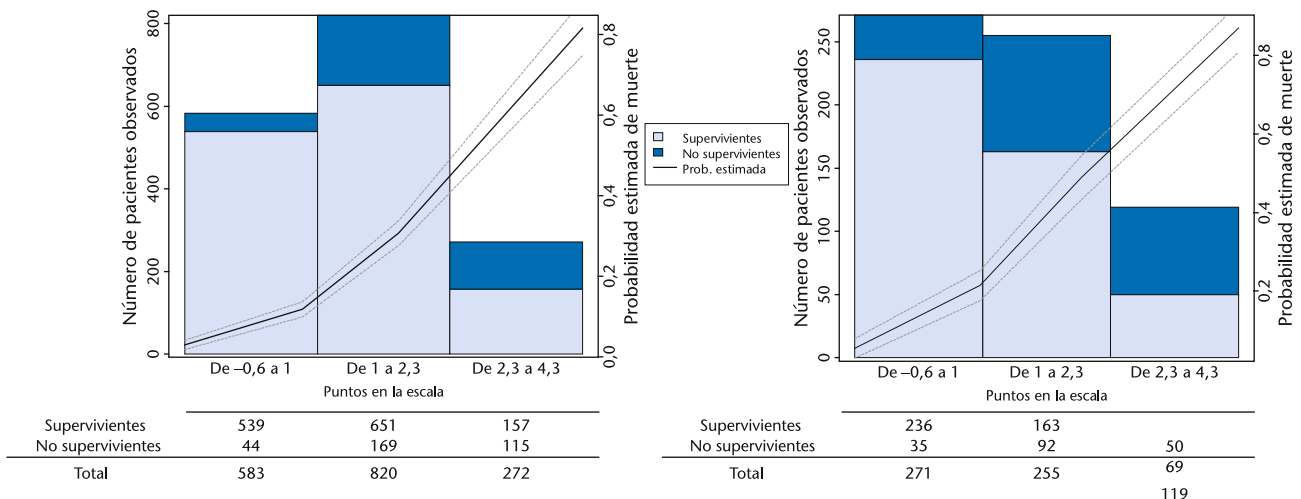 Número de pacientes observados
800
600
400
200
0
0,8
0,6
0,4
0,2
0,0
Probabilidad estimada de muerte
De –0,6 a 1 De 1 a 2,3 De 2,3 a 4,3
Puntos en la escala
Supervivientes 539 651 157
No supervivientes 44 169 115
Total 583 820 272
Supervivientes
No supervivientes
Prob. estimada
Número de pacientes observados
250
200
150
100
50
0
0,8
0,6
0,4
0,2
Probabilidad estimada de muerte
De –0,6 a 1 De 1 a 2,3 De 2,3 a 4,3
Puntos en la escala
Supervivientes 236 163
No supervivientes 35 92 50
Total 271 255 69
119